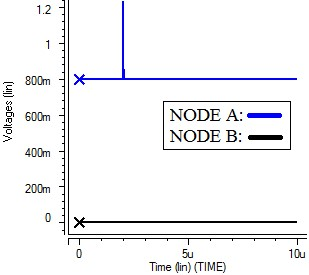 1.2
1
800m
600m
400m
200m
0
Voltages (lin)
NODE A:
NODE B:
0 5u 10u
Time (lin) (TIME)